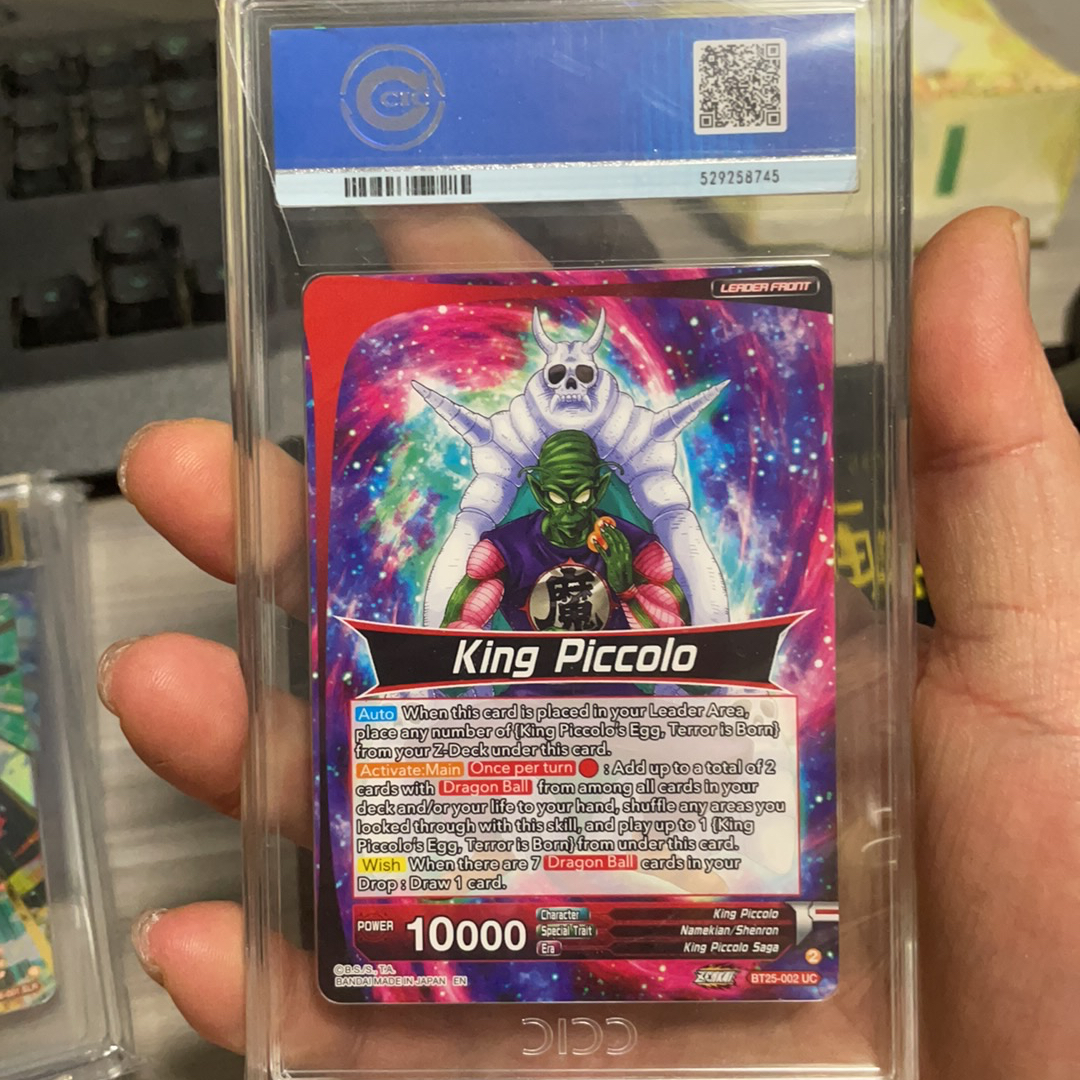 CCIC
529258745
LEADER FRONT
魔
King Piccolo
Auto When this card is placed in your Leader Area,
place any number of {King Piccolo's Egg, Terror is Born}
from your Z-Deck under this card.
Activate:Main Once per turn : Add up to a total of 2
cards with Dragon Ball from among all cards in your
deck and/or your life to your hand, shuffle any areas you
looked through with this skill, and play up to 1 {King
Piccolo's Egg, Terror is Born} from under this card.
Wish When there are 7 Dragon Ball cards in your
Drop : Draw 1 card.
POWER 10000
Character King Piccolo
Special Trait Namekian/Shenron
Era King Piccolo Saga
2
©B.S./S., T.A.
BANDAI MADE IN JAPAN EN
BT25-002 UC